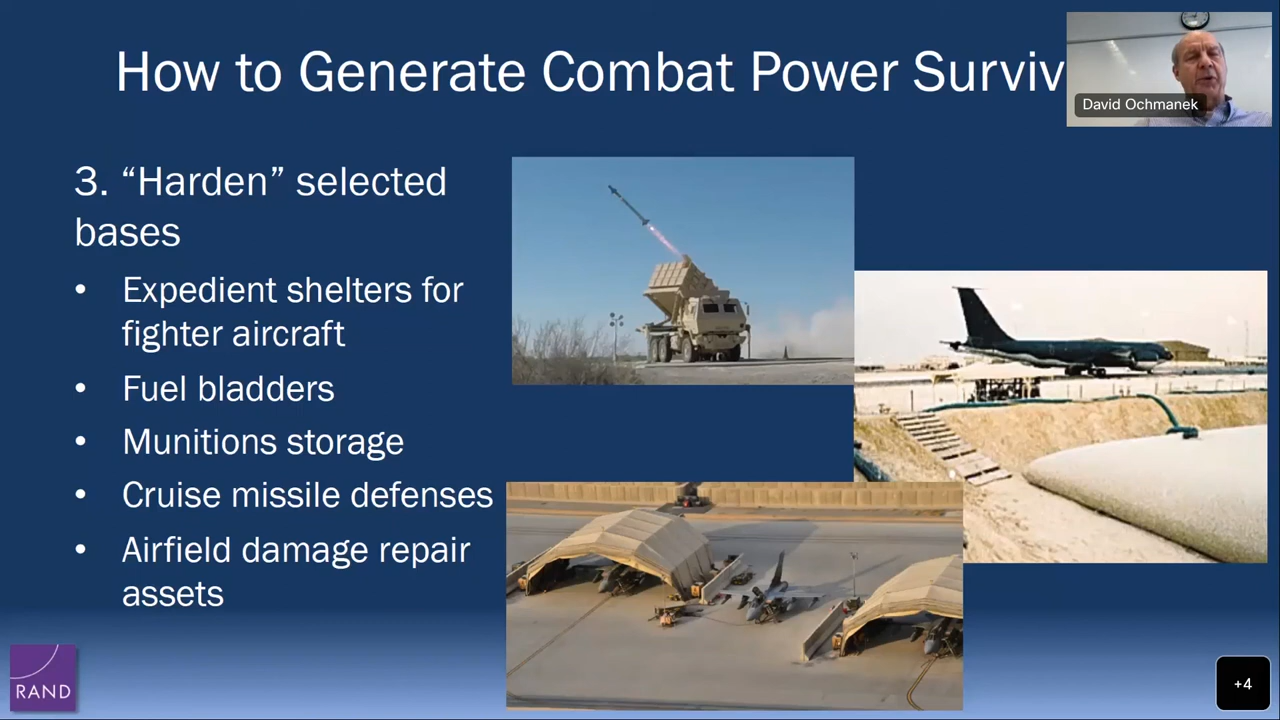 How to Generate Combat Power Surviv
David Ochmanek
3. “Harden” selected
bases
• Expedient shelters for
fighter aircraft
• Fuel bladders
• Munitions storage
• Cruise missile defenses
• Airfield damage repair
assets
RAND
+4